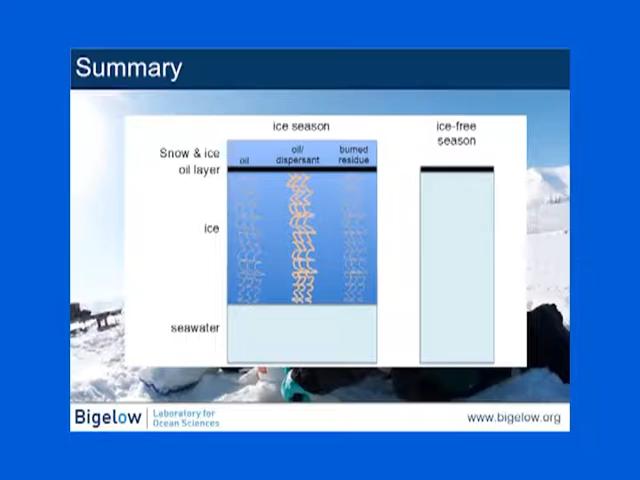 Summary
ice season
ice-free
season
Snow & ice
oil layer
oil
oil/
dispersant
burned
residue
ice
seawater
Bigelow
Laboratory for
Ocean Sciences
www.bigelow.org